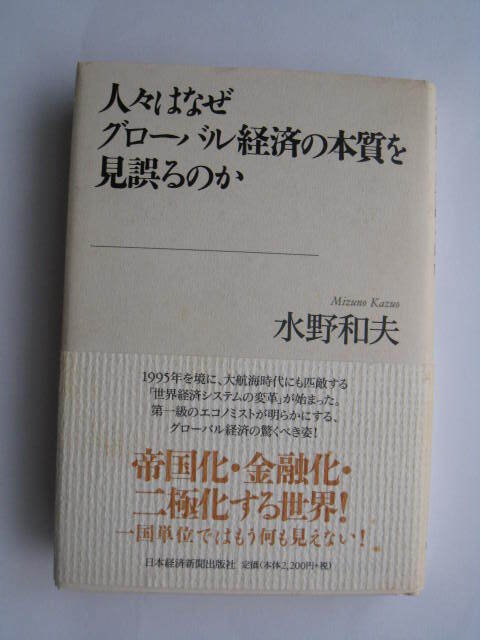 人々はなぜ
グローバル経済の本質を
見誤るのか
Mizuno Kazuo
水野和夫
1995年を境に、大航海時代にも匹敵する
「世界経済システムの変革」が始まった。
第一級のエコノミストが明らかにする、
グローバル経済の驚くべき姿!
帝国化・金融化・
二極化する世界!
一国単位ではもう何も見えない!
日本経済新聞出版社 定価(本体2,200円+税)